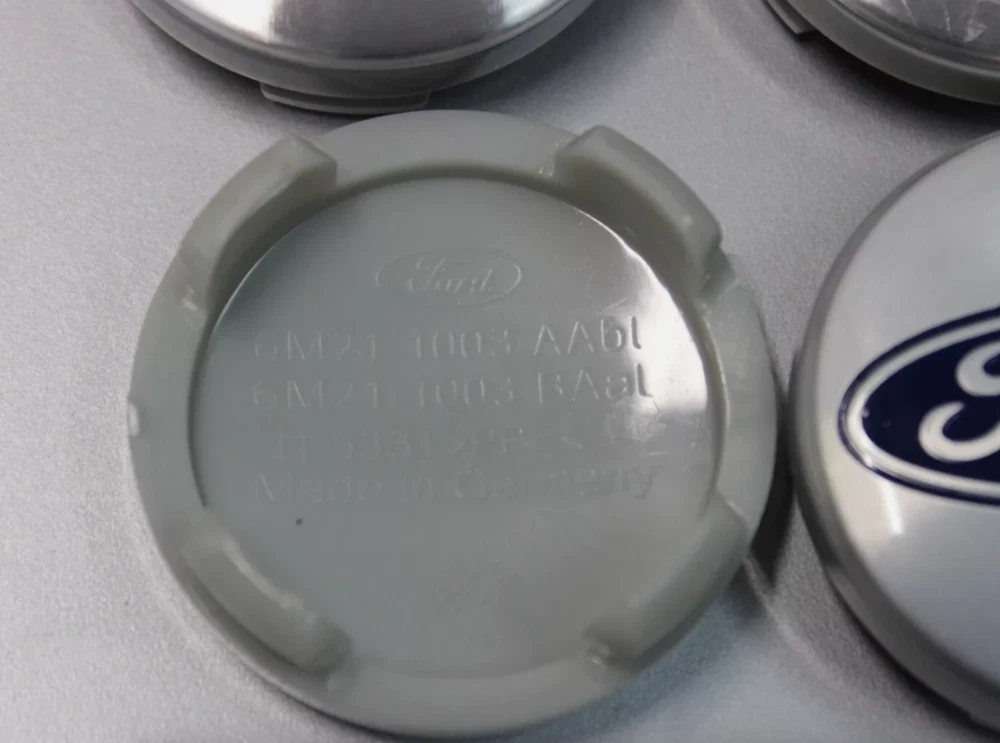 Ford
6M21 1003 AAbl
6M21 1003 BAal
Made in Germany